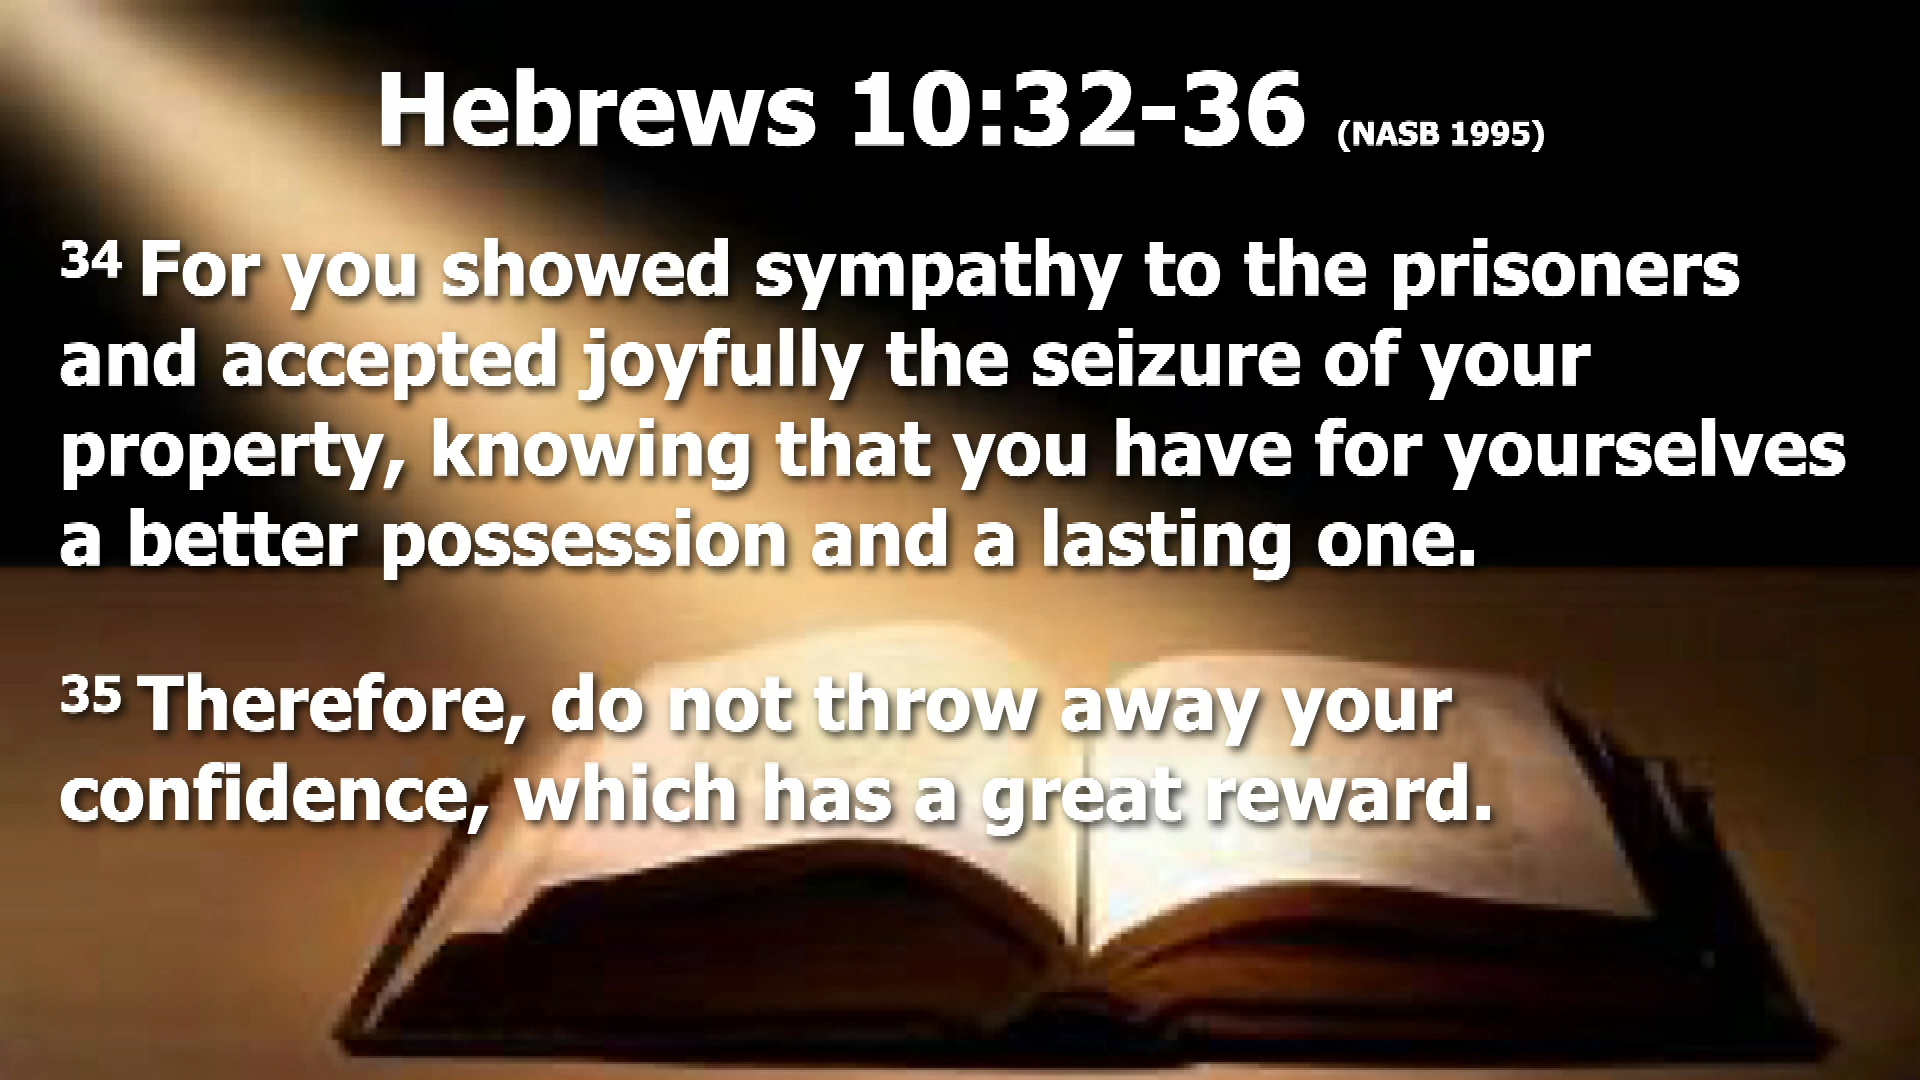 Hebrews 10:32-36 (NASB 1995)
34 For you showed sympathy to the prisoners
and accepted joyfully the seizure of your
property, knowing that you have for yourselves
a better possession and a lasting one.
35 Therefore, do not throw away your
confidence, which has a great reward.